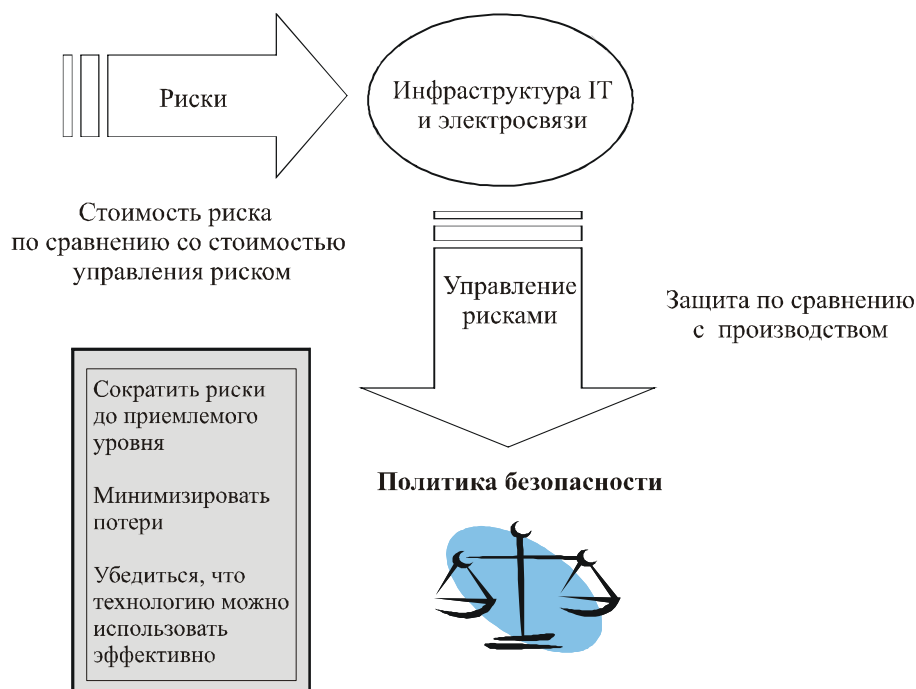 Риски
Инфраструктура IT
и электросвязи
Стоимость риска
по сравнению со стоимостью
управления риском
Управление
рисками
Защита по сравнению
с производством
Сократить риски
до приемлемого
уровня
Минимизировать
потери
Убедиться, что
технологию можно
использовать
эффективно
Политика безопасности